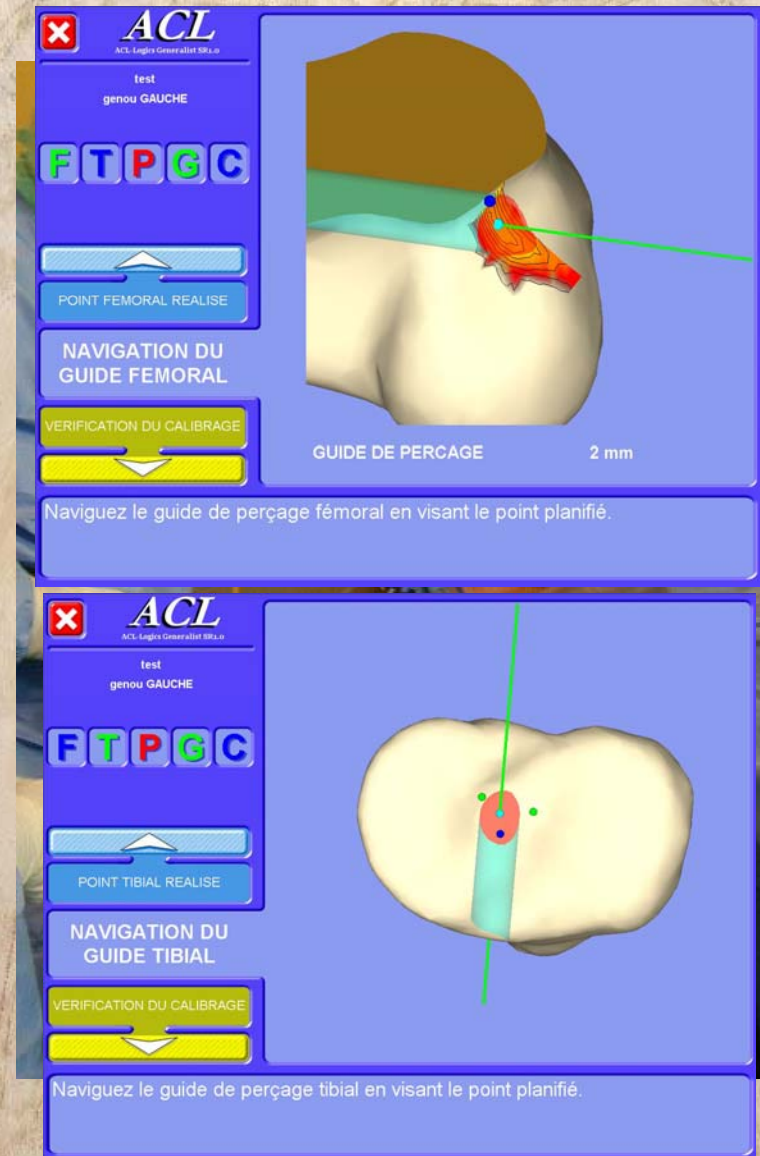 ACL
ACL-Logics Generalist SR1.0
test
genou GAUCHE
F T P G C
POINT FEMORAL REALISE
NAVIGATION DU
GUIDE FEMORAL
VERIFICATION DU CALIBRAGE
GUIDE DE PERCAGE 2 mm
Naviguez le guide de perçage fémoral en visant le point planifié.
ACL
ACL-Logics Generalist SR1.0
test
genou GAUCHE
F T P G C
POINT TIBIAL REALISE
NAVIGATION DU
GUIDE TIBIAL
VERIFICATION DU CALIBRAGE
Naviguez le guide de perçage tibial en visant le point planifié.